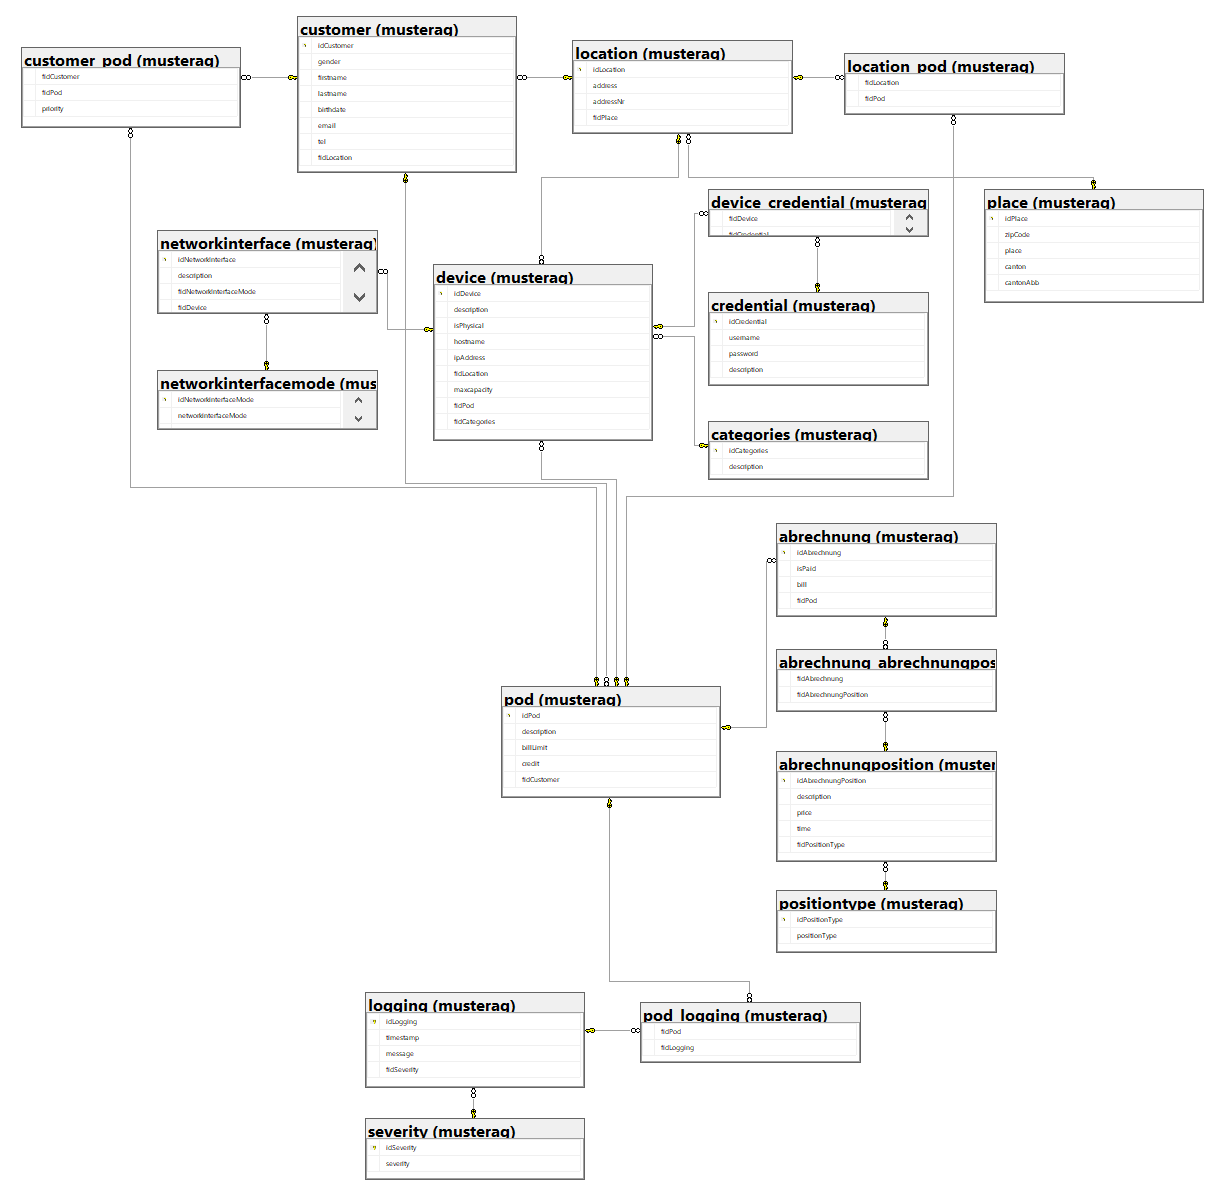 customer (musterag)
idCustomer
gender
firstname
lastname
birthdate
email
tel
fidLocation
customer_pod (musterag)
fidCustomer
fidPod
priority
location (musterag)
idLocation
address
addressNr
fidPlace
location_pod (musterag)
fidLocation
fidPod
device_credential (musterag
fidDevice
fidCredential
place (musterag)
idPlace
zipCode
place
canton
cantonAbb
networkinterface (musterag)
idNetworkInterface
description
fidNetworkInterfaceMode
fidDevice
device (musterag)
idDevice
description
isPhysical
hostname
ipAddress
fidLocation
maxcapacity
fidPod
fidCategories
credential (musterag)
idCredential
username
password
description
networkinterfacemode (mus
idNetworkInterfaceMode
networkInterfaceMode
categories (musterag)
idCategories
description
abrechnung (musterag)
idAbrechnung
isPaid
bill
fidPod
abrechnung_abrechnungpos
fidAbrechnung
fidAbrechnungPosition
pod (musterag)
idPod
description
billLimit
credit
fidCustomer
abrechnungposition (muster
idAbrechnungPosition
description
price
time
fidPositionType
positiontype (musterag)
idPositionType
positionType
logging (musterag)
idLogging
timestamp
message
fidSeverity
pod_logging (musterag)
fidPod
fidLogging
severity (musterag)
idSeverity
severity